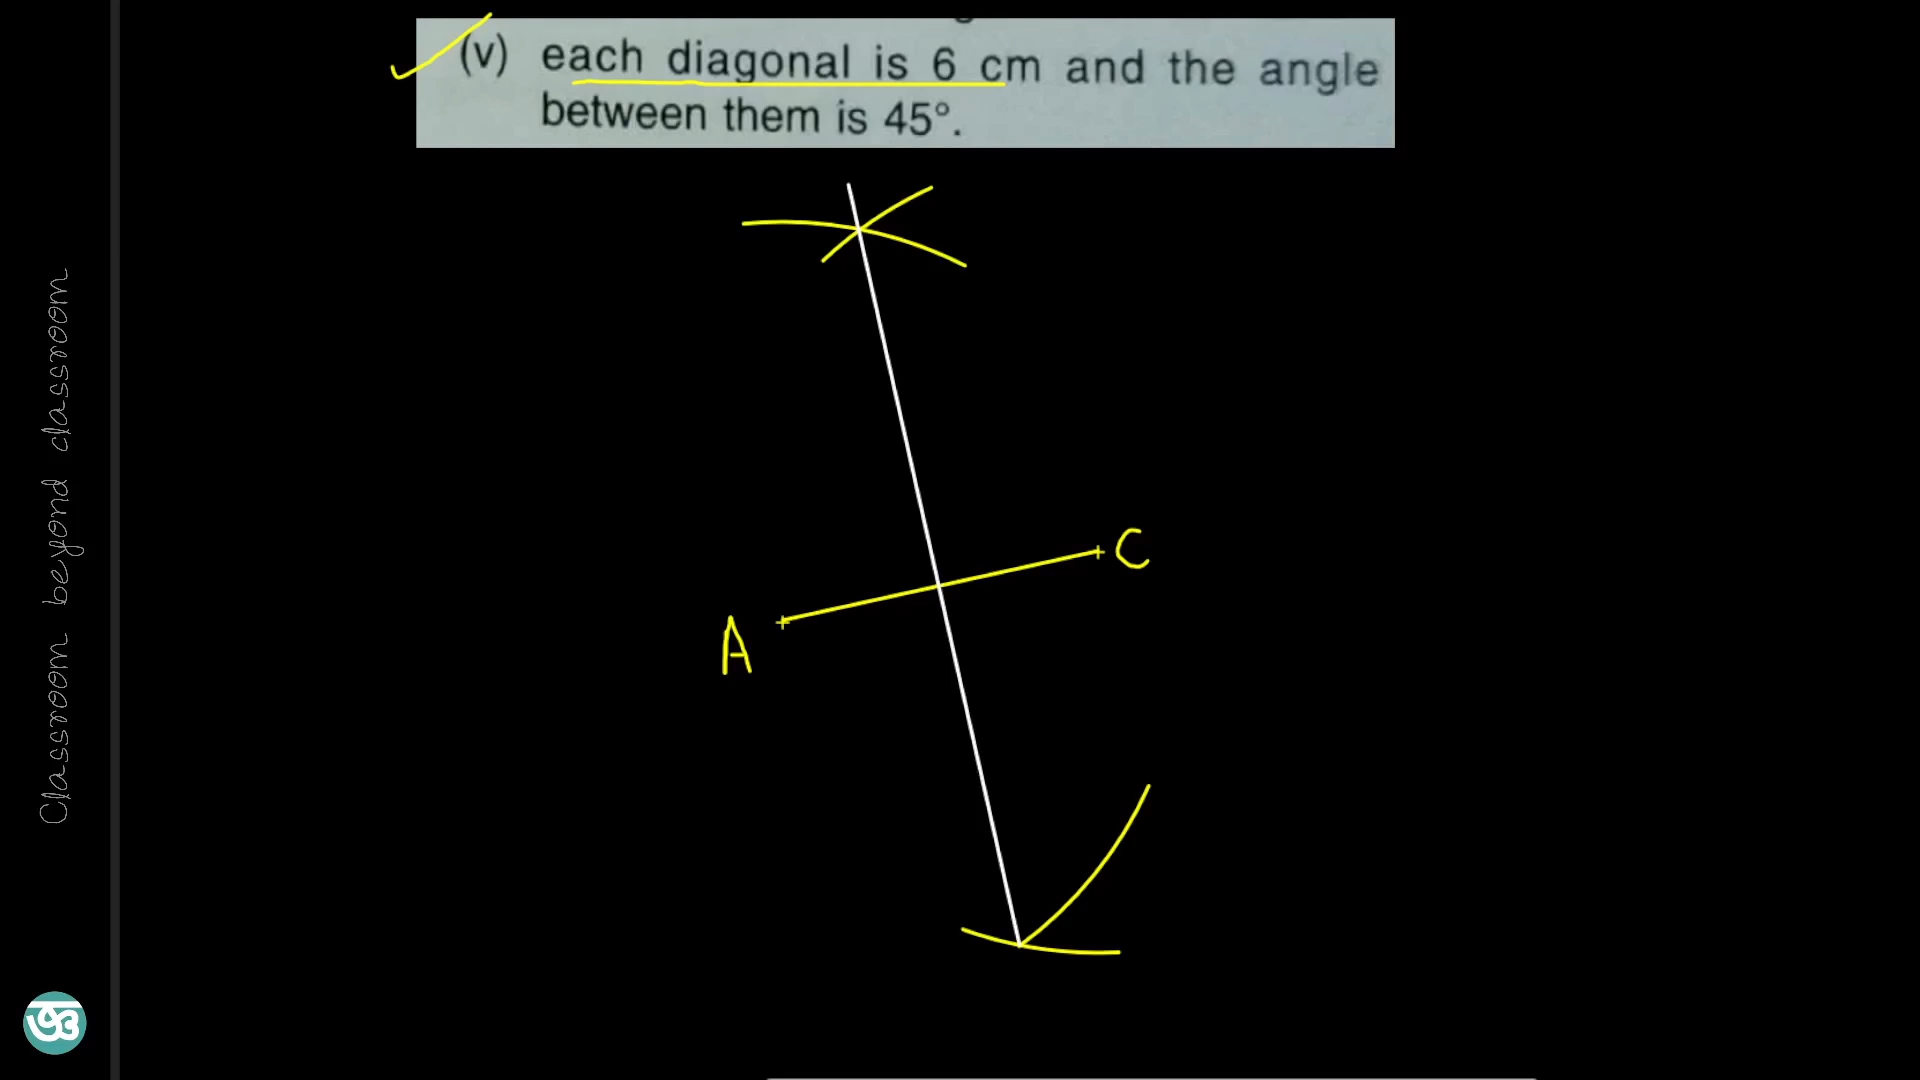 (v) each diagonal is 6 cm and the angle
between them is 45°.
C
A
Classroom beyond classroom